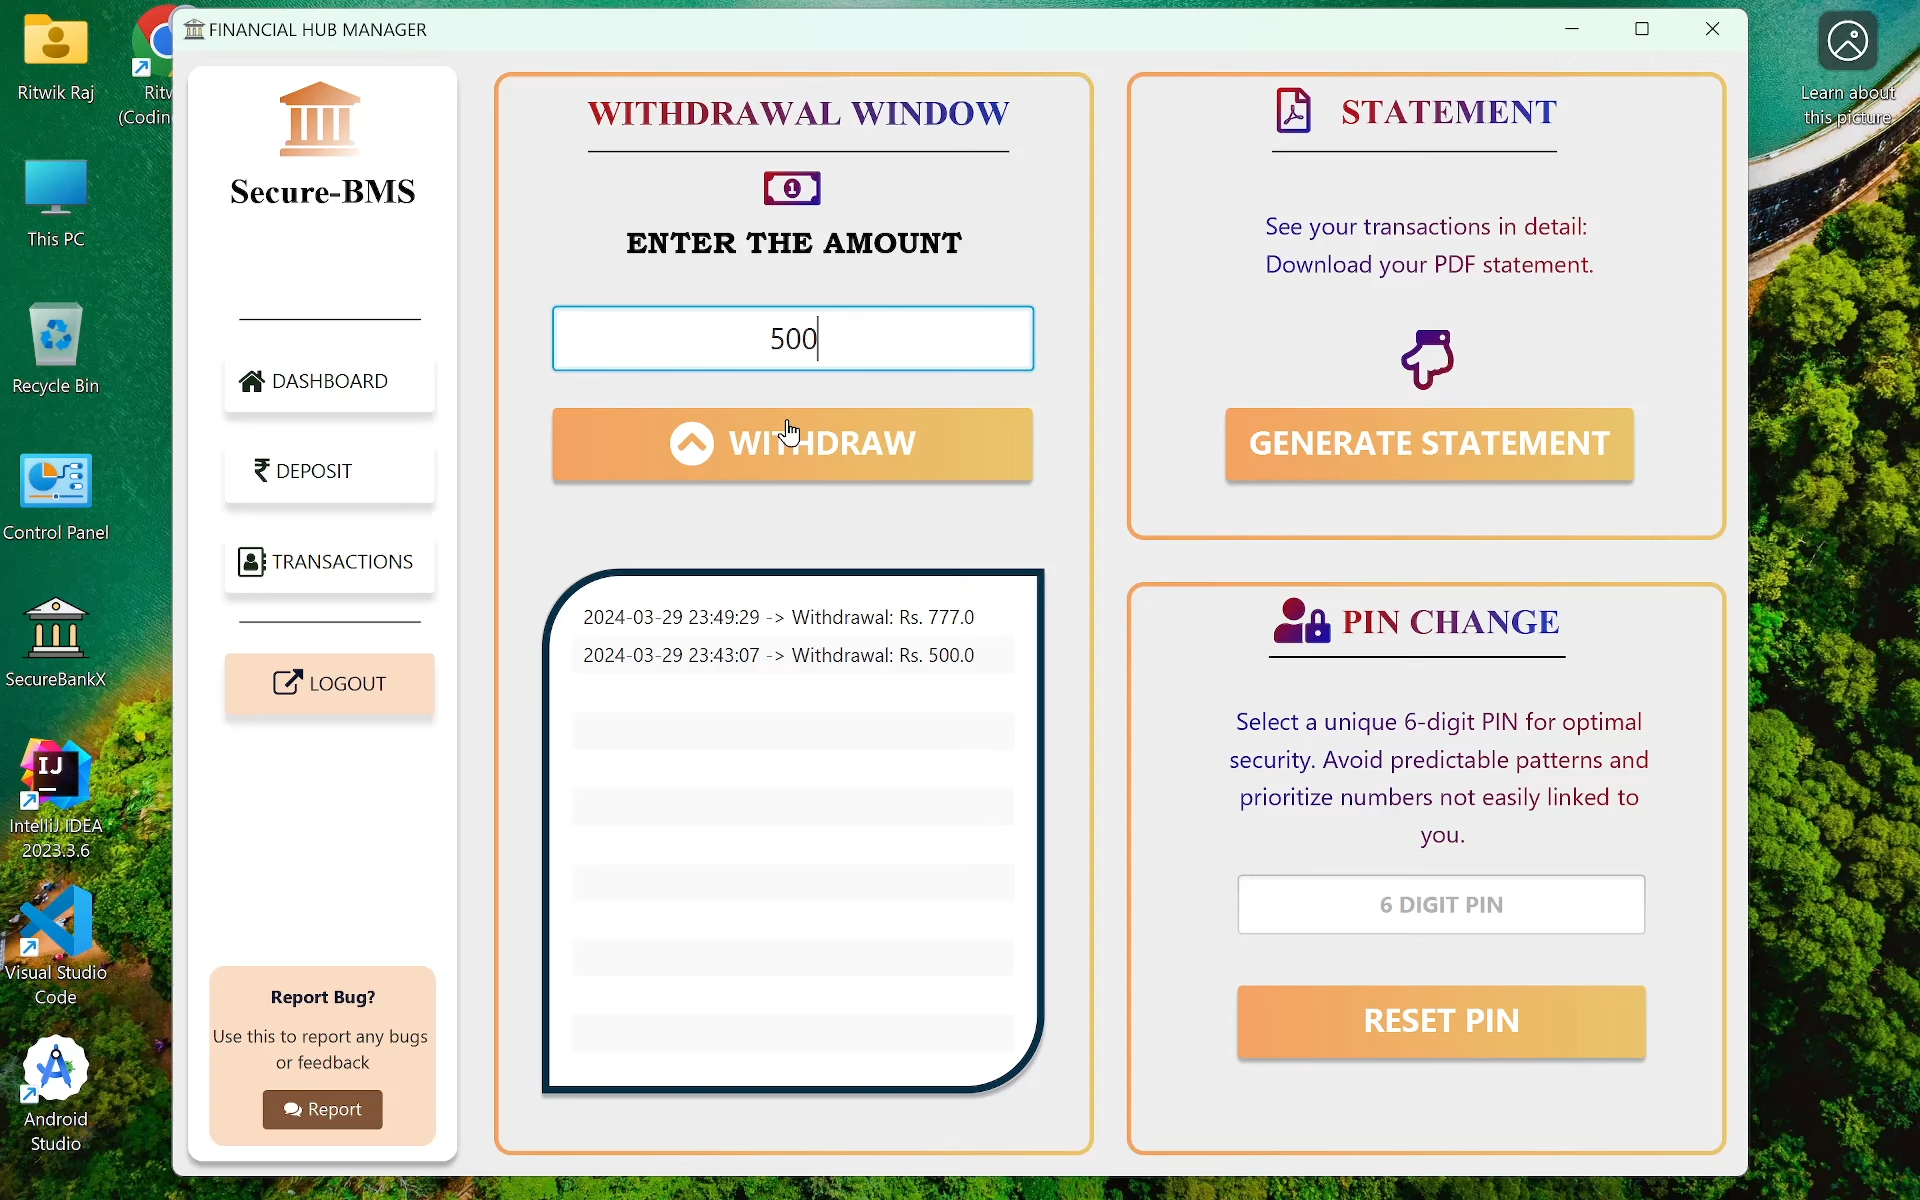 Ritwik Raj
Ritw
(Codin
This PC
Recycle Bin
Control Panel
SecureBankX
IJ
IntelliJ IDEA
2023.3.6
Visual Studio
Code
Android
Studio
FINANCIAL HUB MANAGER
Secure-BMS
DASHBOARD
₹ DEPOSIT
TRANSACTIONS
LOGOUT
Report Bug?
Use this to report any bugs
or feedback
Report
WITHDRAWAL WINDOW
1
ENTER THE AMOUNT
500
WITHDRAW
2024-03-29 23:49:29 -> Withdrawal: Rs. 777.0
2024-03-29 23:43:07 -> Withdrawal: Rs. 500.0
STATEMENT
See your transactions in detail:
Download your PDF statement.
GENERATE STATEMENT
PIN CHANGE
Select a unique 6-digit PIN for optimal
security. Avoid predictable patterns and
prioritize numbers not easily linked to
you.
6 DIGIT PIN
RESET PIN
Learn about
this picture